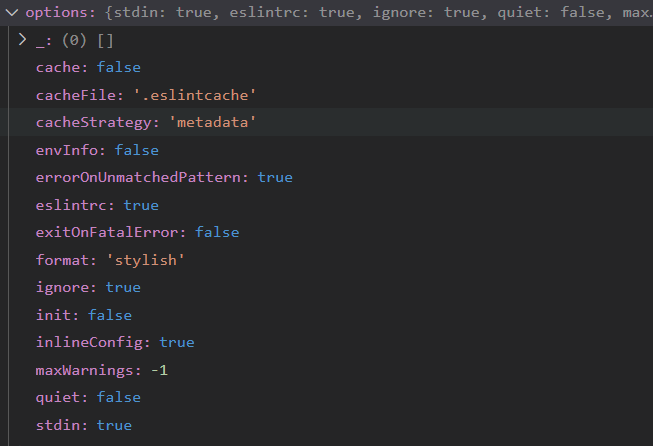 options: {stdin: true, eslintrc: true, ignore: true, quiet: false, max…
_: (0) []
cache: false
cacheFile: '.eslintcache'
cacheStrategy: 'metadata'
envInfo: false
errorOnUnmatchedPattern: true
eslintrc: true
exitOnFatalError: false
format: 'stylish'
ignore: true
init: false
inlineConfig: true
maxWarnings: -1
quiet: false
stdin: true